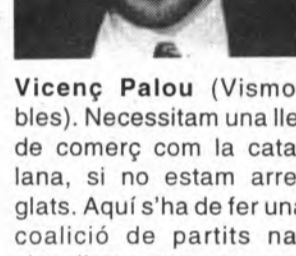 Vicenç Palou (Vismo-
bles). Necessitam una llei
de comerç com la cata-
lana, si no estam arre-
glats. Aquí s'ha de fer una
coalició de partits na-